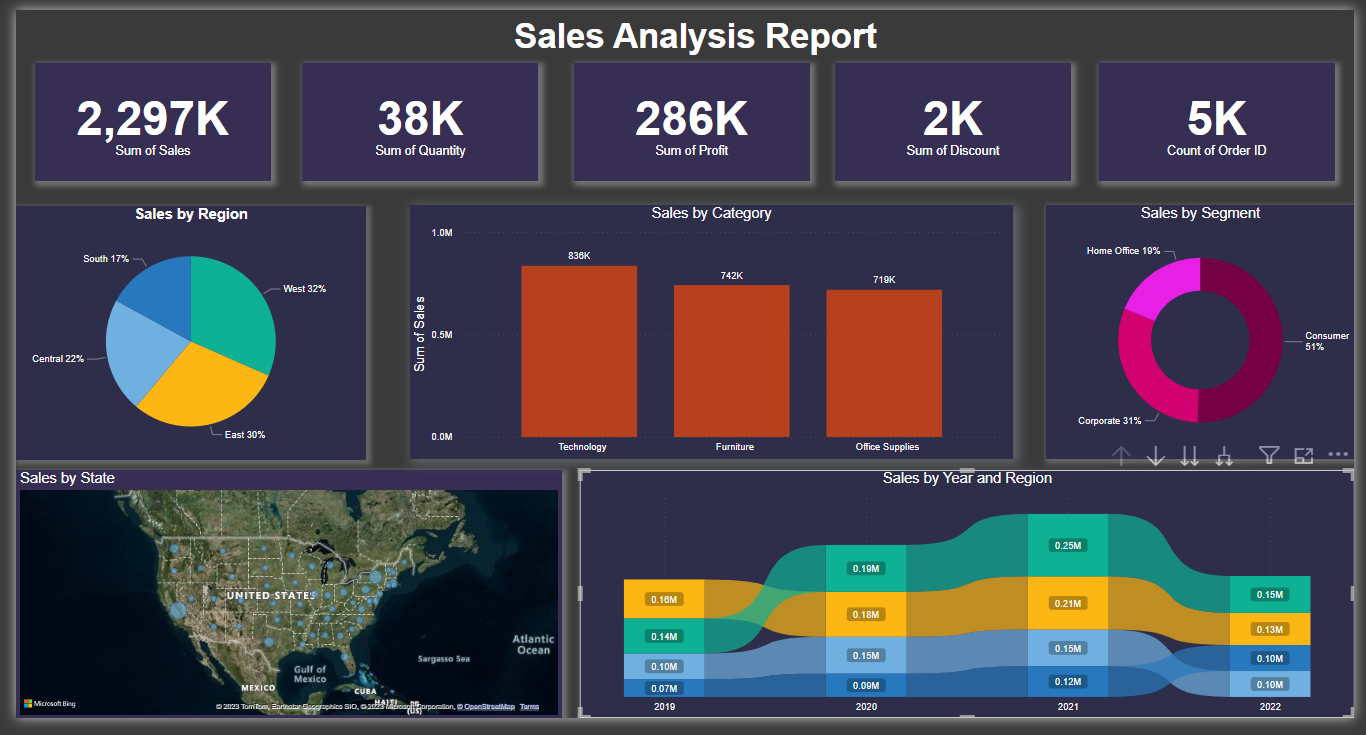 Sales Analysis Report
2,297K
Sum of Sales
38K
Sum of Quantity
286K
Sum of Profit
2K
Sum of Discount
5K
Count of Order ID
Sales by Region
South 17%
West 32%
Central 22%
East 30%
Sales by Category
Sum of Sales
1.0M
0.5M
0.0M
836K
742K
719K
Technology
Furniture
Office Supplies
Sales by Segment
Home Office 19%
Consumer
51%
Corporate 31%
Sales by State
UNITED STATES
Atlantic
Ocean
Sargasso Sea
Gulf of
Mexico
MEXICO
CUBA
HAITI
(US)
Microsoft Bing
© 2023 TomTom, Earthstar Geographics SIO, © 2023 Microsoft Corporation, © OpenStreetMap Terms
Sales by Year and Region
0.16M
0.14M
0.10M
0.07M
0.19M
0.18M
0.15M
0.09M
0.25M
0.21M
0.15M
0.12M
0.15M
0.13M
0.10M
0.10M
2019
2020
2021
2022